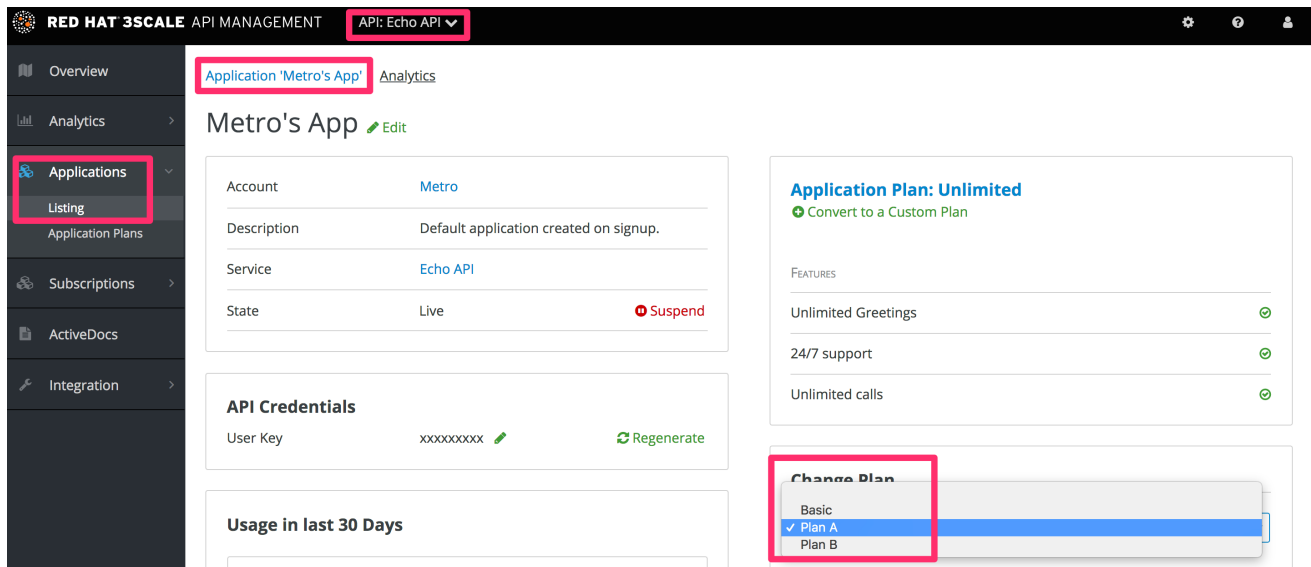 RED HAT 3SCALE API MANAGEMENT
API: Echo API
Overview
Analytics
Applications
Listing
Application Plans
Subscriptions
ActiveDocs
Integration
Application 'Metro's App' Analytics
Metro's App Edit
Account Metro
Description Default application created on signup.
Service Echo API
State Live Suspend
API Credentials
User Key xxxxxxxxx Regenerate
Usage in last 30 Days
Application Plan: Unlimited
Convert to a Custom Plan
FEATURES
Unlimited Greetings
24/7 support
Unlimited calls
Change Plan
Basic
Plan A
Plan B